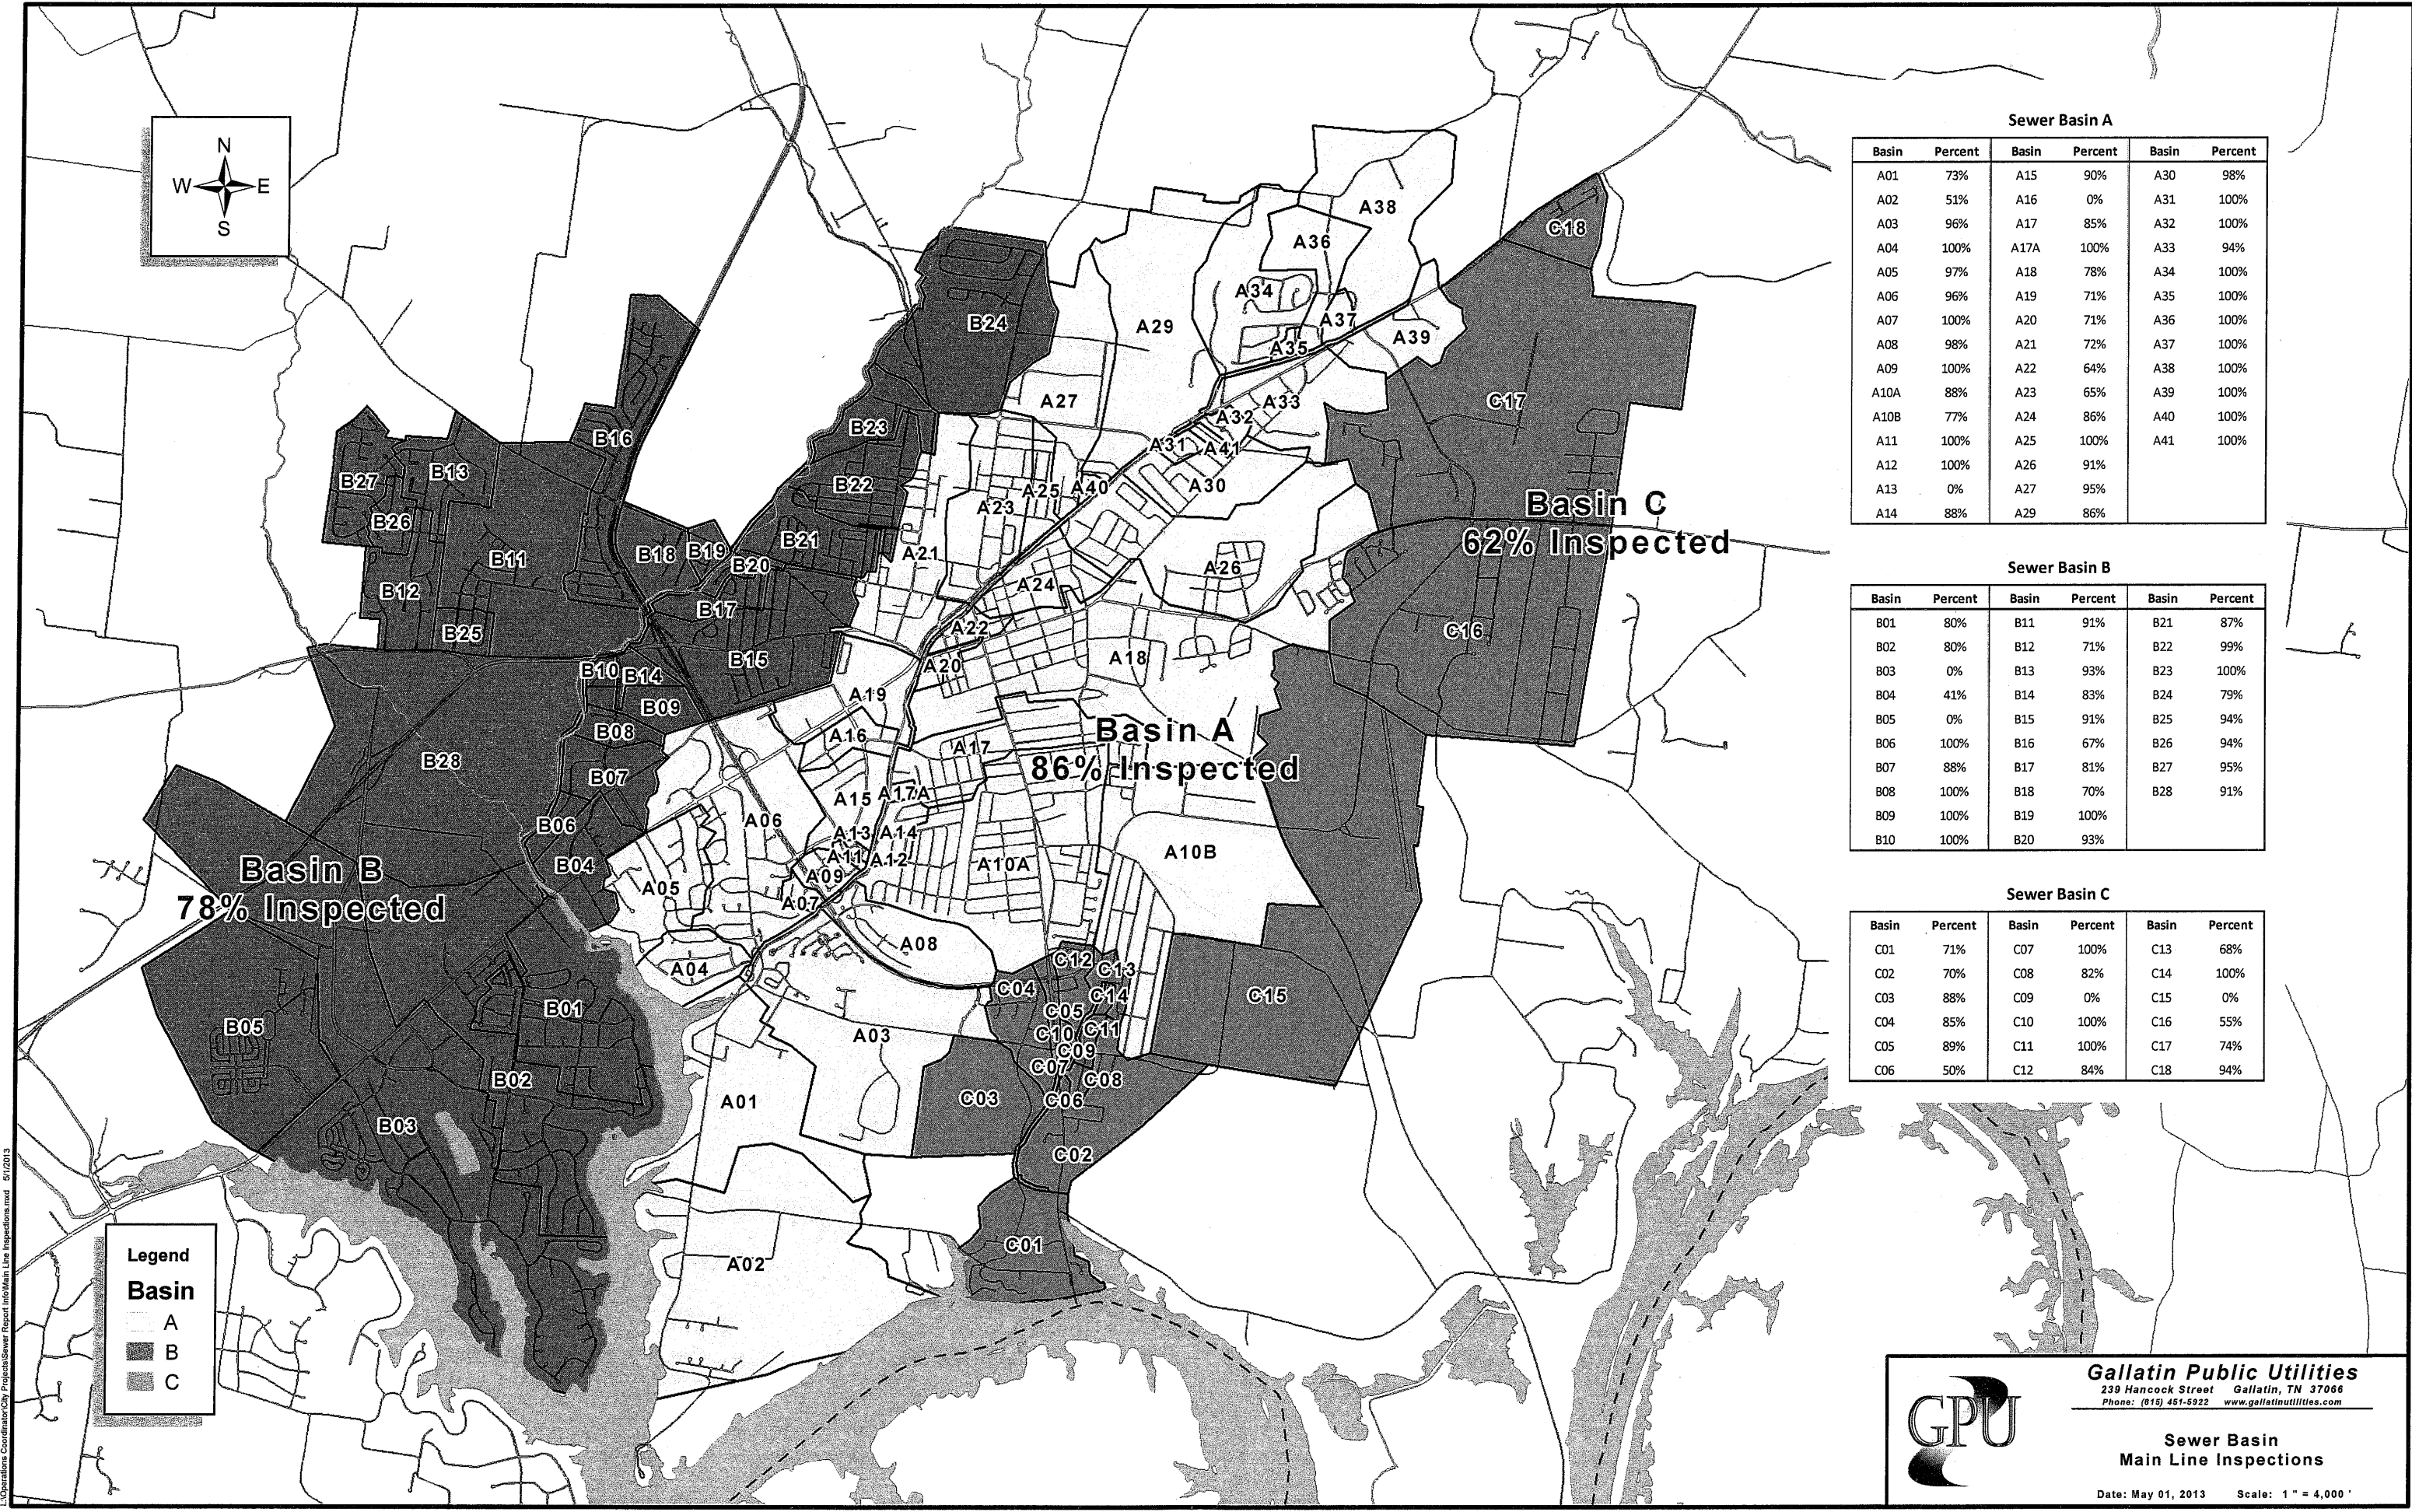 N
W E
S
Sewer Basin A
Basin Percent Basin Percent Basin Percent
A01 73% A15 90% A30 98%
A02 51% A16 0% A31 100%
A03 96% A17 85% A32 100%
A04 100% A17A 100% A33 94%
A05 97% A18 78% A34 100%
A06 96% A19 71% A35 100%
A07 100% A20 71% A36 100%
A08 98% A21 72% A37 100%
A09 100% A22 64% A38 100%
A10A 88% A23 65% A39 100%
A10B 77% A24 86% A40 100%
A11 100% A25 100% A41 100%
A12 100% A26 91%
A13 0% A27 95%
A14 88% A29 86%
Sewer Basin B
Basin Percent Basin Percent Basin Percent
B01 80% B11 91% B21 87%
B02 80% B12 71% B22 99%
B03 0% B13 93% B23 100%
B04 41% B14 83% B24 79%
B05 0% B15 91% B25 94%
B06 100% B16 67% B26 94%
B07 88% B17 81% B27 95%
B08 100% B18 70% B28 91%
B09 100% B19 100%
B10 100% B20 93%
Sewer Basin C
Basin Percent Basin Percent Basin Percent
C01 71% C07 100% C13 68%
C02 70% C08 82% C14 100%
C03 88% C09 0% C15 0%
C04 85% C10 100% C16 55%
C05 89% C11 100% C17 74%
C06 50% C12 84% C18 94%
A38
C18
A36
A34
B24
A29
A37
A39
A35
A27
C17
A33
A32
B23
B16
A31
A41
B13
B27
B22
A25
A40
A30
A23
B26
Basin C
62% Inspected
B21
B18
B19
A21
B11
B20
A26
A24
B12
B17
A22
C16
B25
B15
A18
A20
B10
B14
A19
B09
B08
A16
Basin A
86% Inspected
A17
B28
B07
A15
A17A
A06
B06
A13
A14
A10B
A11
A12
B04
A10A
Basin B
78% Inspected
A09
A05
A07
A08
C12
A04
C13
C04
C14
C15
B01
C05
B05
C10
C11
A03
C09
C07
B02
C08
C03
C06
A01
B03
C02
C01
A02
Legend
Basin
A
B
C
L:\Operations Coordinator\City Projects\Sewer Report Info\Main Line Inspections.mxd 5/1/2013
GPU
Gallatin Public Utilities
239 Hancock Street Gallatin, TN 37066
Phone: (615) 451-5922 www.gallatinutilities.com
Sewer Basin
Main Line Inspections
Date: May 01, 2013 Scale: 1 " = 4,000 '